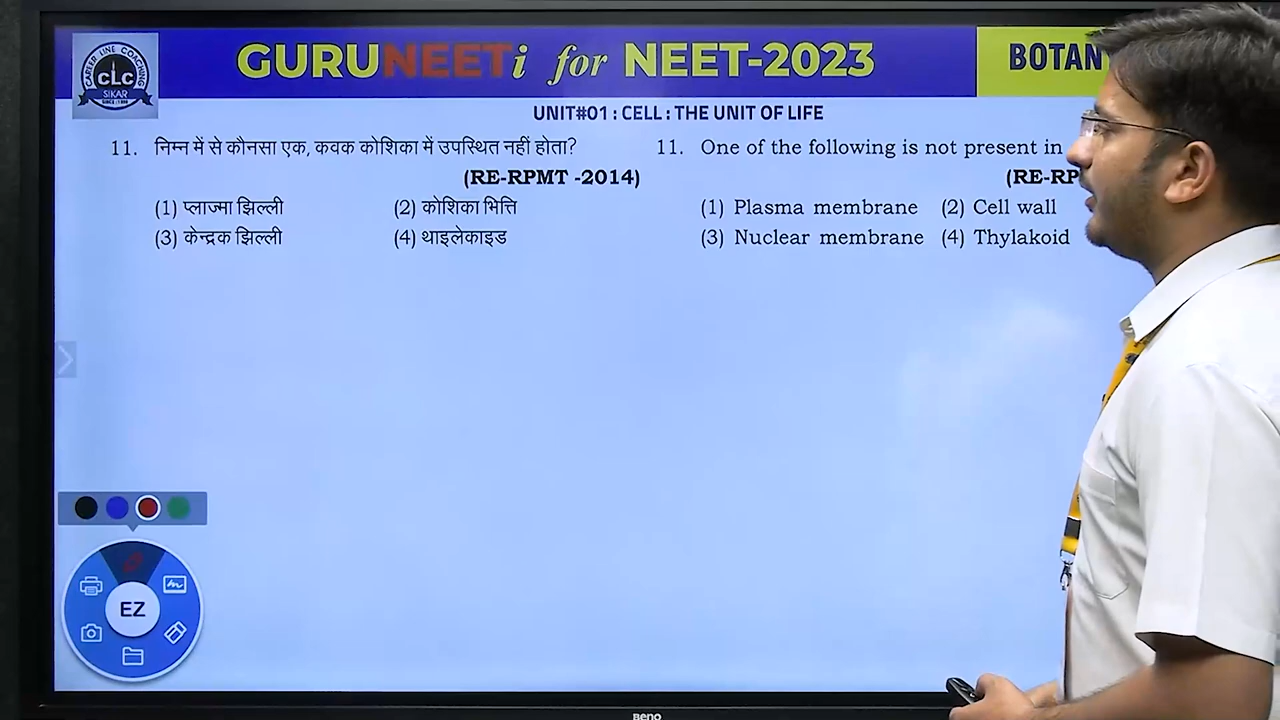 CAREER LINE COACHING
CLC
SIKAR
SINCE : 1996
GURUNEETi for NEET-2023
BOTAN
UNIT#01 : CELL : THE UNIT OF LIFE
11. निम्न में से कौनसा एक, कवक कोशिका में उपस्थित नहीं होता?
(RE-RPMT -2014)
(1) प्लाज्मा झिल्ली (2) कोशिका भित्ति
(3) केन्द्रक झिल्ली (4) थाइलेकाइड
11. One of the following is not present in
(RE-RP
(1) Plasma membrane (2) Cell wall
(3) Nuclear membrane (4) Thylakoid
EZ
BenQ